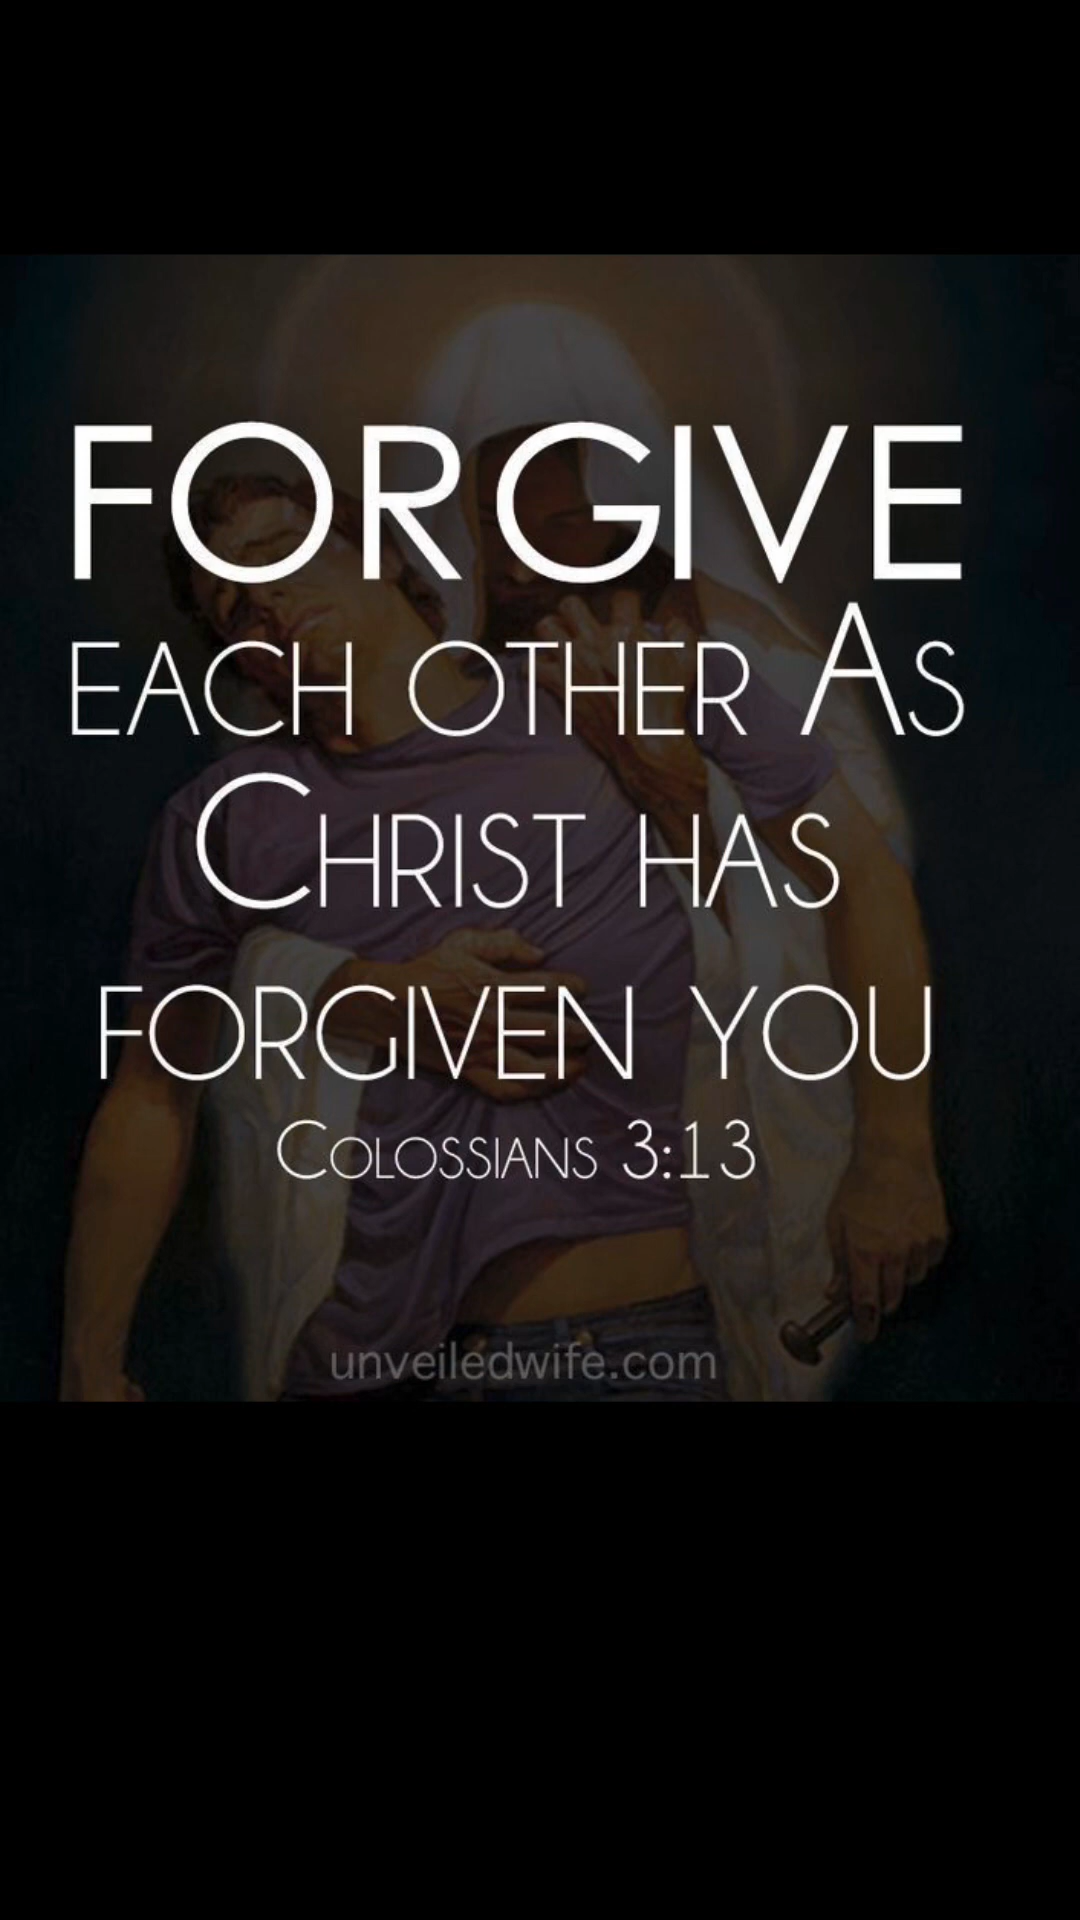 FORGIVE
EACH OTHER AS
CHRIST HAS
FORGIVEN YOU
COLOSSIANS 3:13
unveiledwife.com